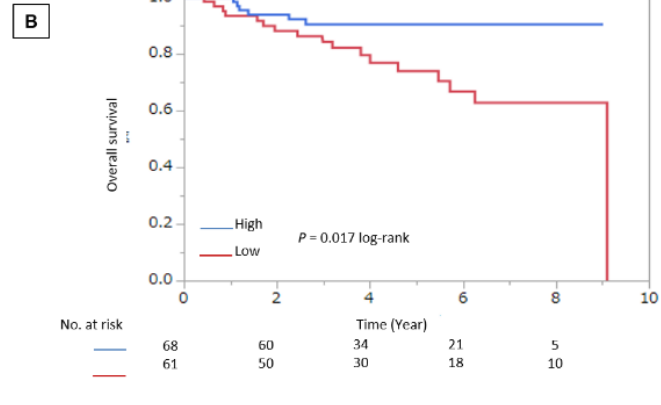 B
1.0
0.8
0.6
0.4
0.2
0.0
Overall survival
High
Low
P = 0.017 log-rank
0 2 4 6 8 10
No. at risk
Time (Year)
68 60 34 21 5
61 50 30 18 10